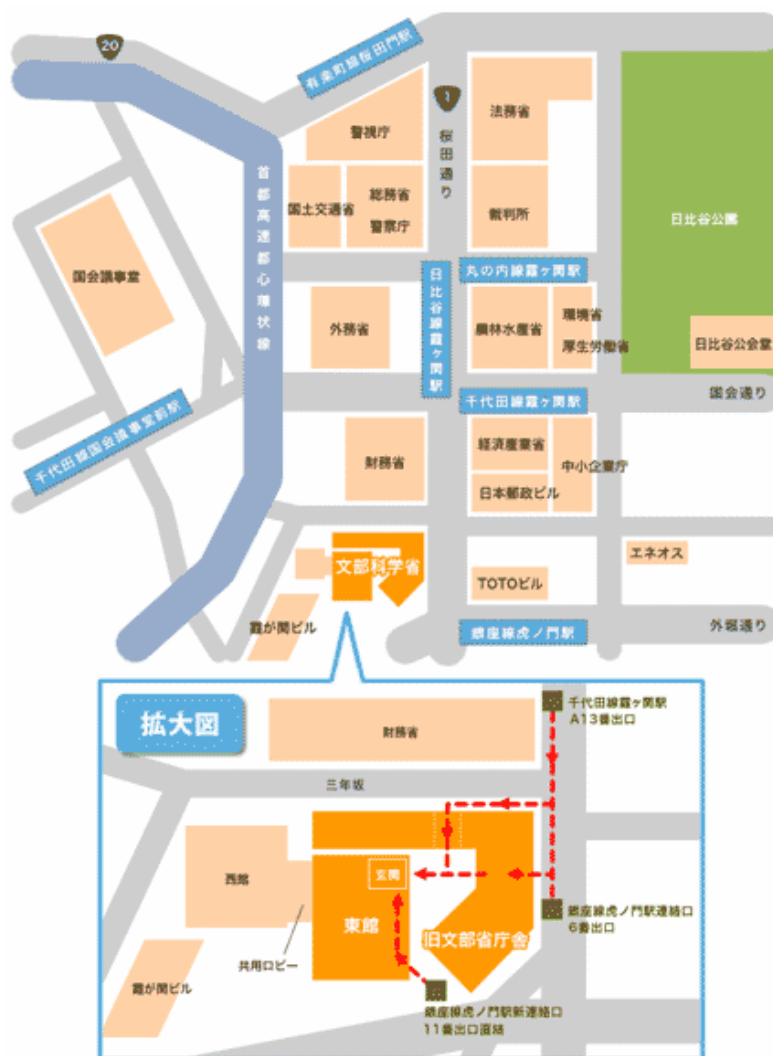 20
有楽町線桜田門駅
1
桜田通り
警視庁
法務省
首都高速都心環状線
国土交通省
総務省
警察庁
裁判所
日比谷公園
国会議事堂
丸の内線霞ヶ関駅
日比谷線霞ヶ関駅
外務省
農林水産省
環境省
厚生労働省
日比谷公会堂
国会通り
千代田線霞ヶ関駅
千代田線国会議事堂前駅
財務省
経済産業省
中小企業庁
日本郵政ビル
文部科学省
エネオス
TOTOビル
霞が関ビル
銀座線虎ノ門駅
外堀通り
拡大図
財務省
千代田線霞ヶ関駅
A13番出口
三年坂
西館
玄関
東館
旧文部省庁舎
銀座線虎ノ門駅連絡口
6番出口
共用ロビー
霞が関ビル
銀座線虎ノ門駅新連絡口
11番出口直結